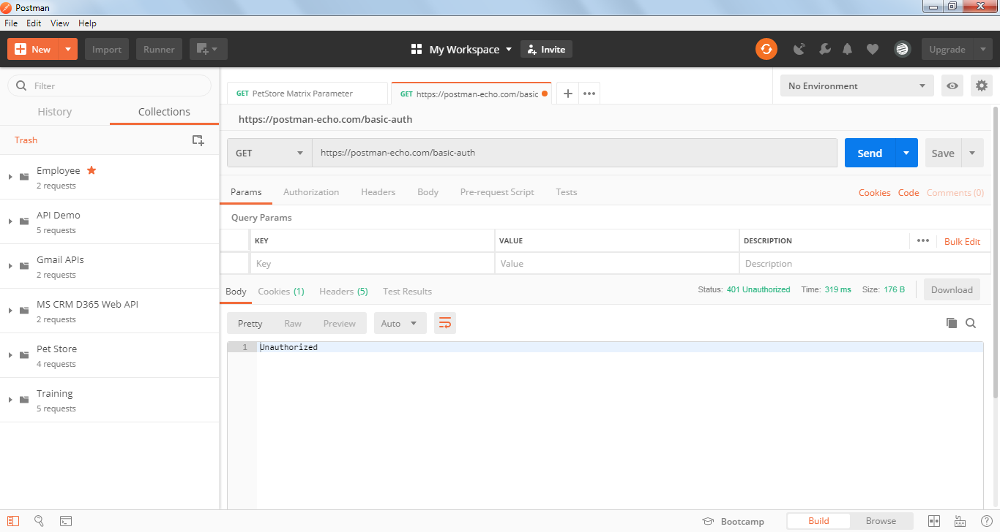 Postman
File Edit View Help
New Import Runner My Workspace Invite Upgrade
Filter
History Collections
Trash
Employee
2 requests
API Demo
5 requests
Gmail APIs
2 requests
MS CRM D365 Web API
2 requests
Pet Store
4 requests
Training
5 requests
GET PetStore Matrix Parameter GET https://postman-echo.com/basic No Environment
https://postman-echo.com/basic-auth
GET https://postman-echo.com/basic-auth Send Save
Params Authorization Headers Body Pre-request Script Tests Cookies Code Comments (0)
Query Params
KEY VALUE DESCRIPTION Bulk Edit
Key Value Description
Body Cookies (1) Headers (5) Test Results Status: 401 Unauthorized Time: 319 ms Size: 176 B Download
Pretty Raw Preview Auto
1 Unauthorized
Bootcamp Build Browse